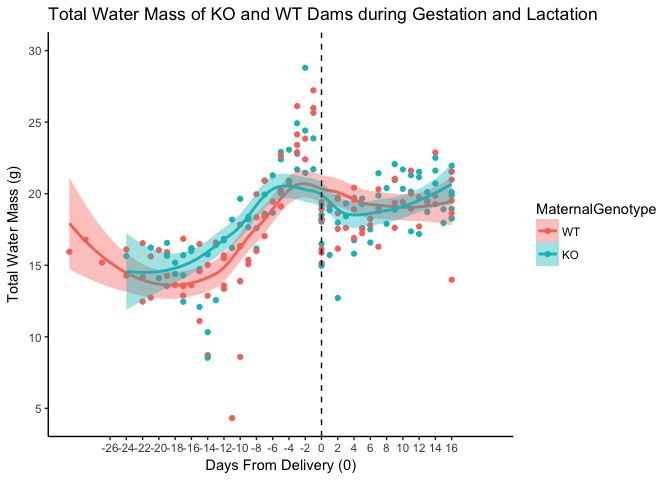 Total Water Mass of KO and WT Dams during Gestation and Lactation
30
25
20
15
10
5
Total Water Mass (g)
-26-24-22-20-18-16-14-12-10 -8 -6 -4 -2 0 2 4 6 8 10 12 14 16
Days From Delivery (0)
MaternalGenotype
WT
KO